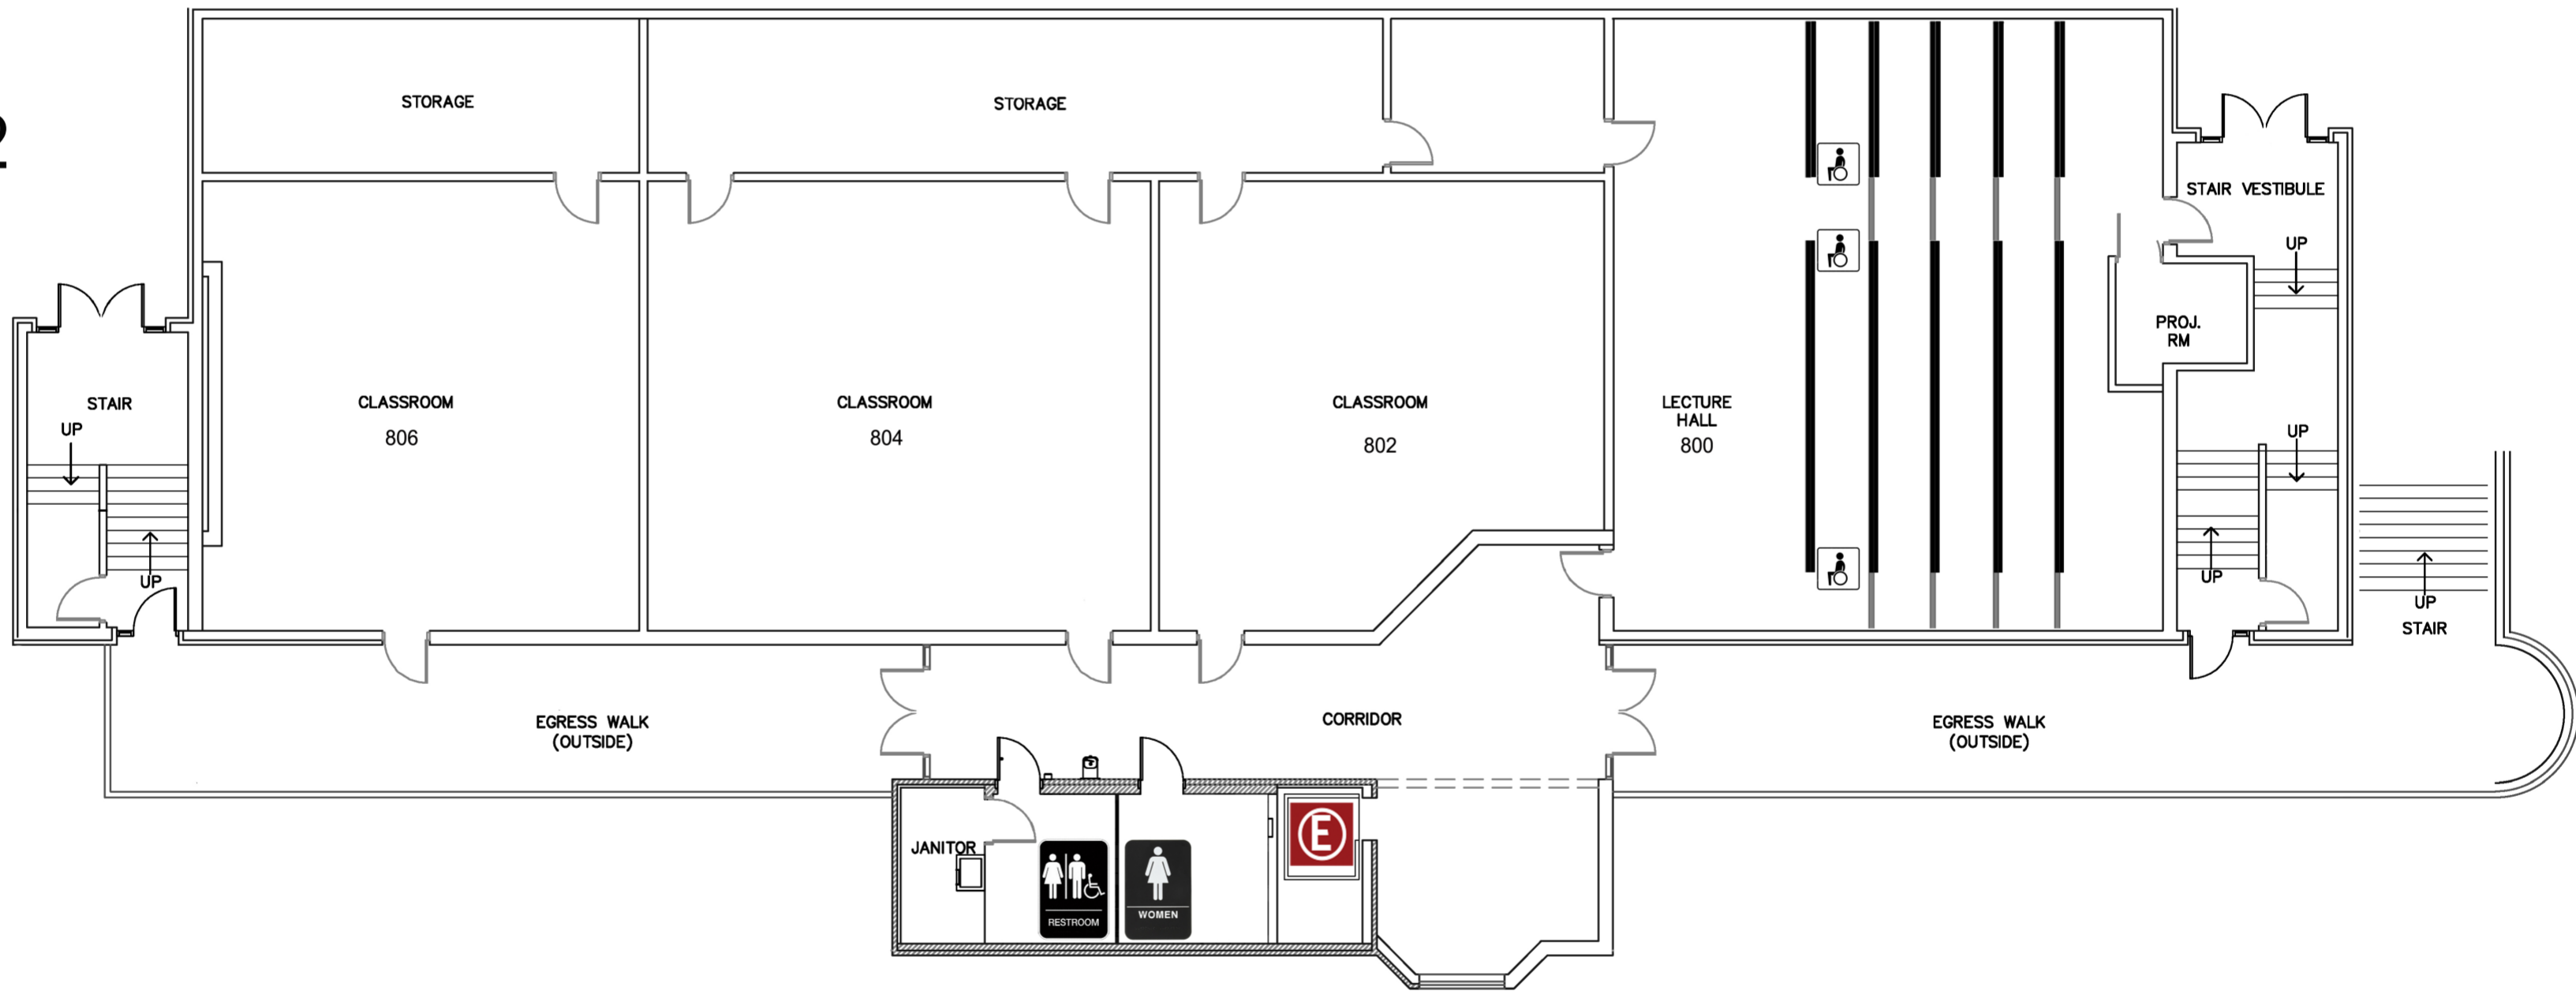 2
STORAGE
STORAGE
STAIR VESTIBULE
UP
PROJ.
RM
STAIR
UP
UP
CLASSROOM
806
CLASSROOM
804
CLASSROOM
802
LECTURE
HALL
800
UP
UP
UP
STAIR
EGRESS WALK
(OUTSIDE)
CORRIDOR
EGRESS WALK
(OUTSIDE)
JANITOR
RESTROOM
WOMEN
E